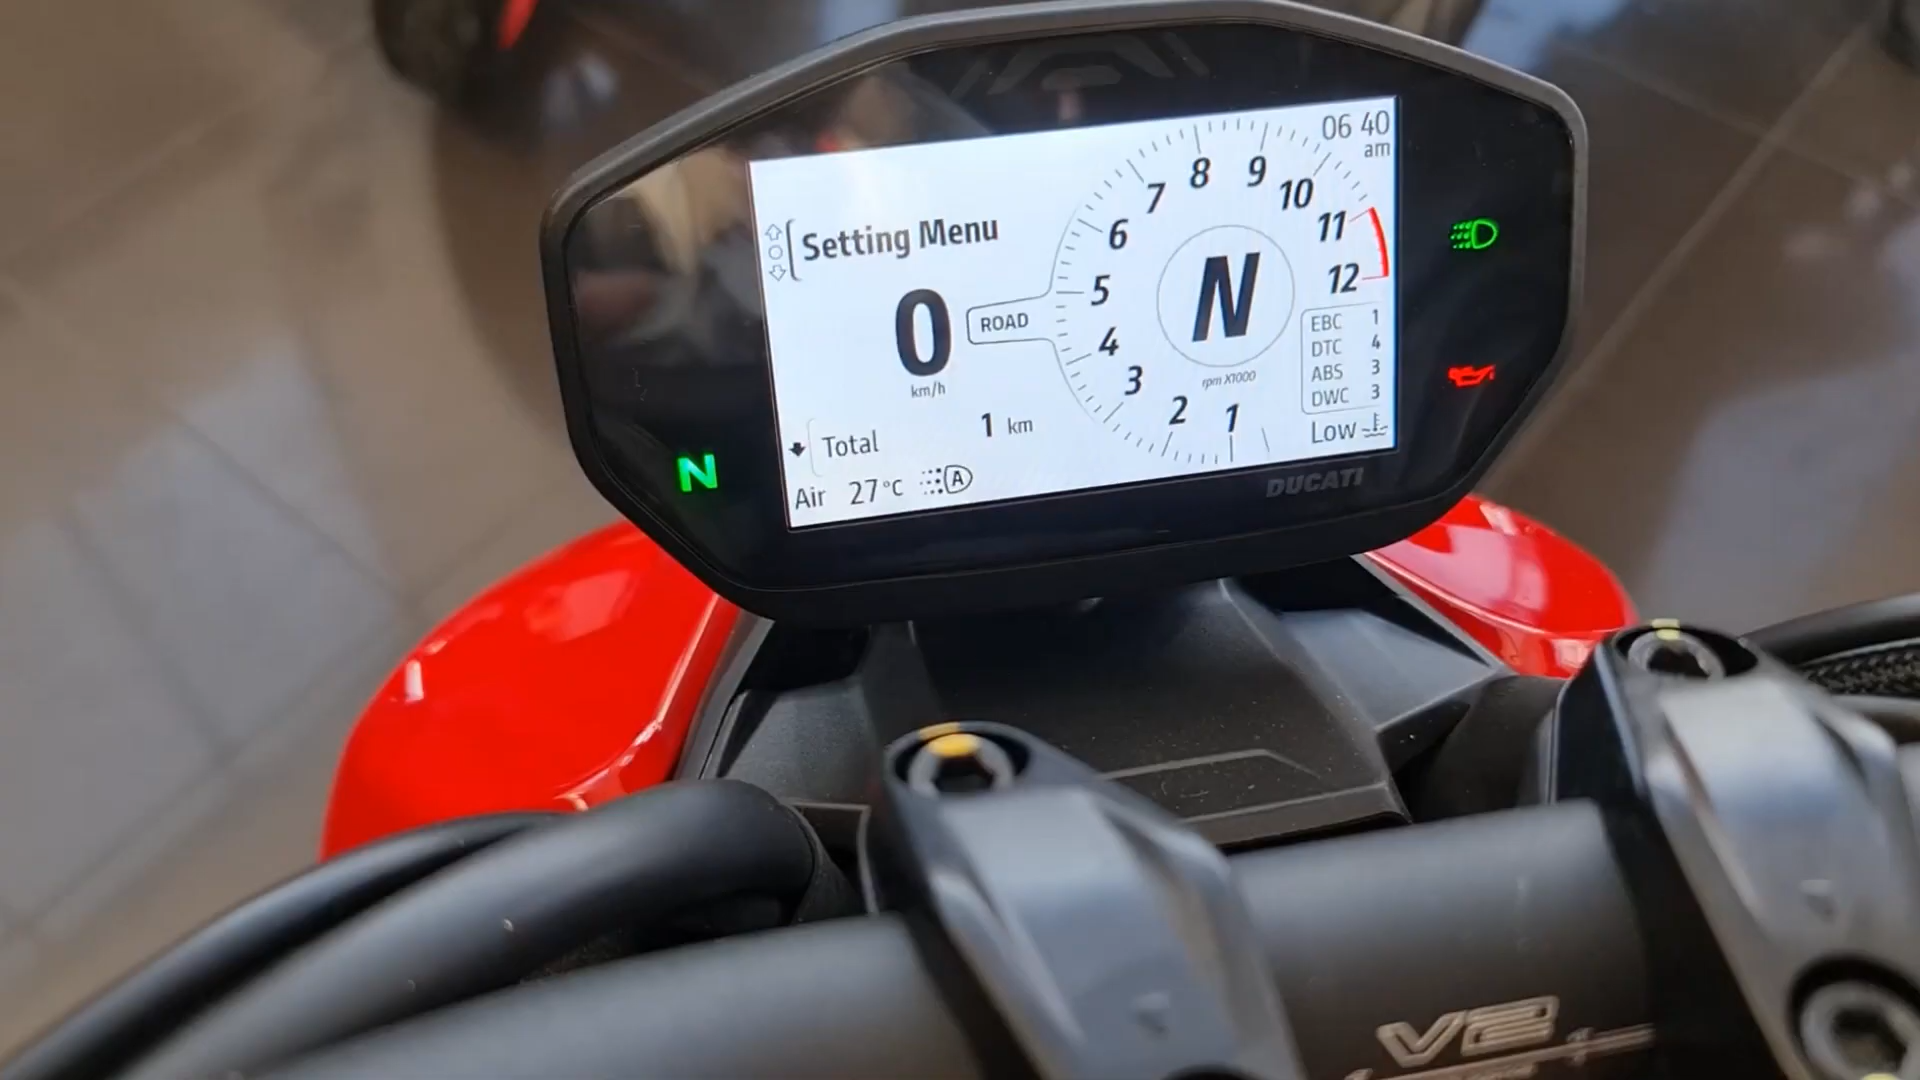 06 40
am
Setting Menu
0
km/h
ROAD
1
2
3
4
5
6
7
8
9
10
11
12
N
rpm X1000
EBC 1
DTC 4
ABS 3
DWC 3
Low
Total 1 km
Air 27°C A
N
DUCATI
V2